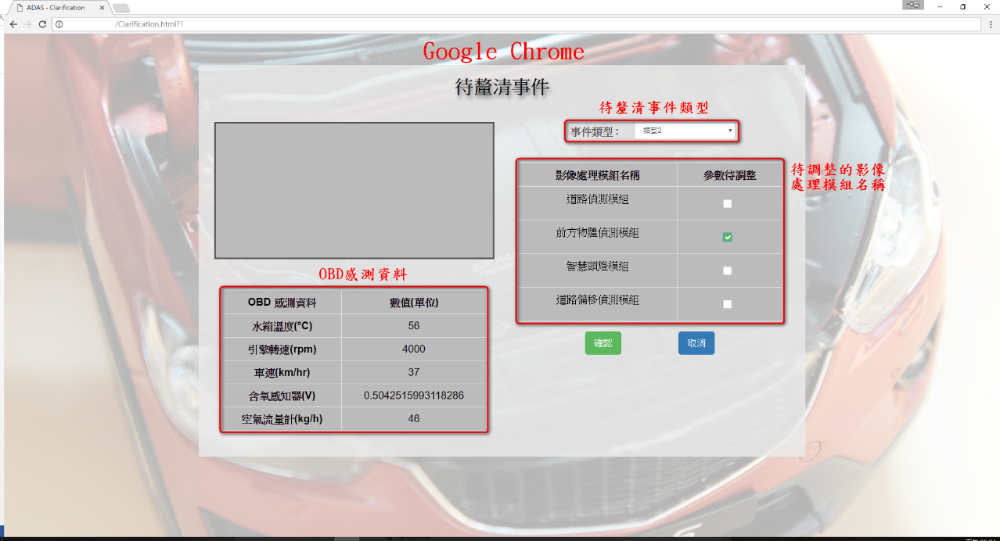 ADAS - Clarification
/Clarification.html?1
Google Chrome
待釐清事件
待釐清事件類型
事件類型： 類型2
待調整的影像
處理模組名稱
影像處理模組名稱 參數待調整
道路偵測模組
前方物體偵測模組
智慧頭燈模組
道路偏移偵測模組
確認 取消
OBD感測資料
OBD 感測資料 數值(單位)
水箱溫度(°C) 56
引擎轉速(rpm) 4000
車速(km/hr) 37
含氧感知器(V) 0.5042515993118286
空氣流量計(kg/h) 46